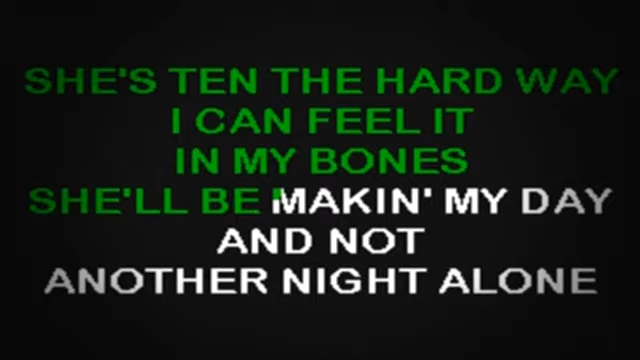 SHE'S TEN THE HARD WAY
I CAN FEEL IT
IN MY BONES
SHE'LL BE MAKIN' MY DAY
AND NOT
ANOTHER NIGHT ALONE